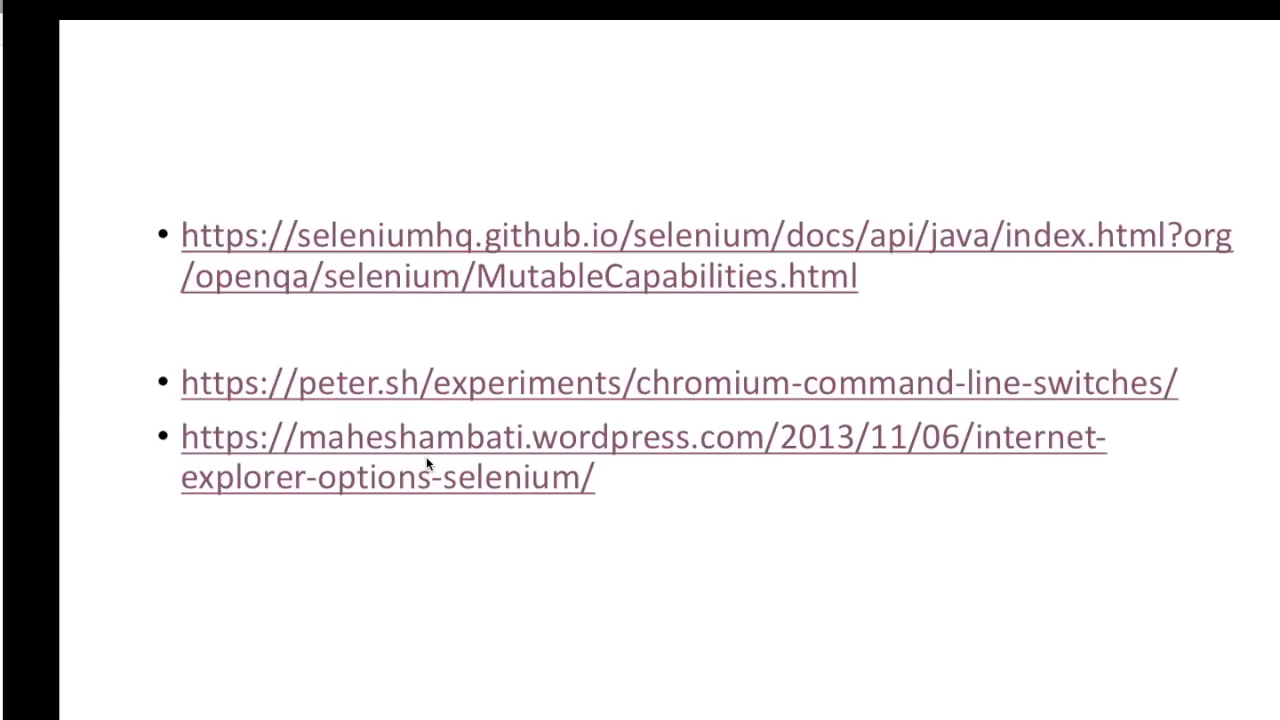 • https://seleniumhq.github.io/selenium/docs/api/java/index.html?org
/openqa/selenium/MutableCapabilities.html
• https://peter.sh/experiments/chromium-command-line-switches/
• https://maheshambati.wordpress.com/2013/11/06/internet-
explorer-options-selenium/